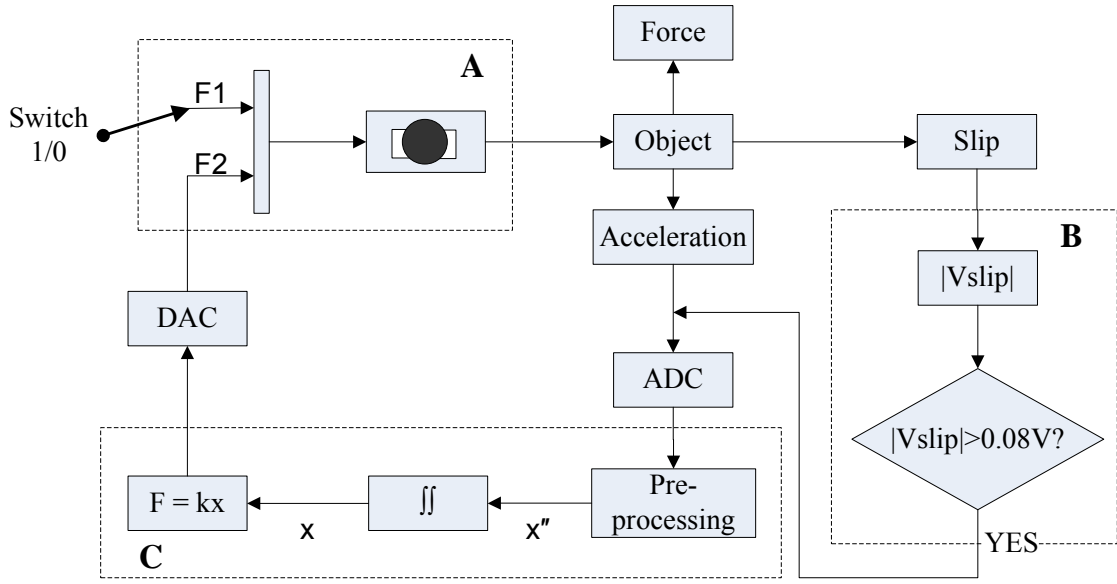 Force
A
F1
Switch
1/0
Object
Slip
F2
Acceleration
B
|Vslip|
DAC
ADC
|Vslip|>0.08V?
F = kx
∬
Pre-
processing
x
x″
C
YES